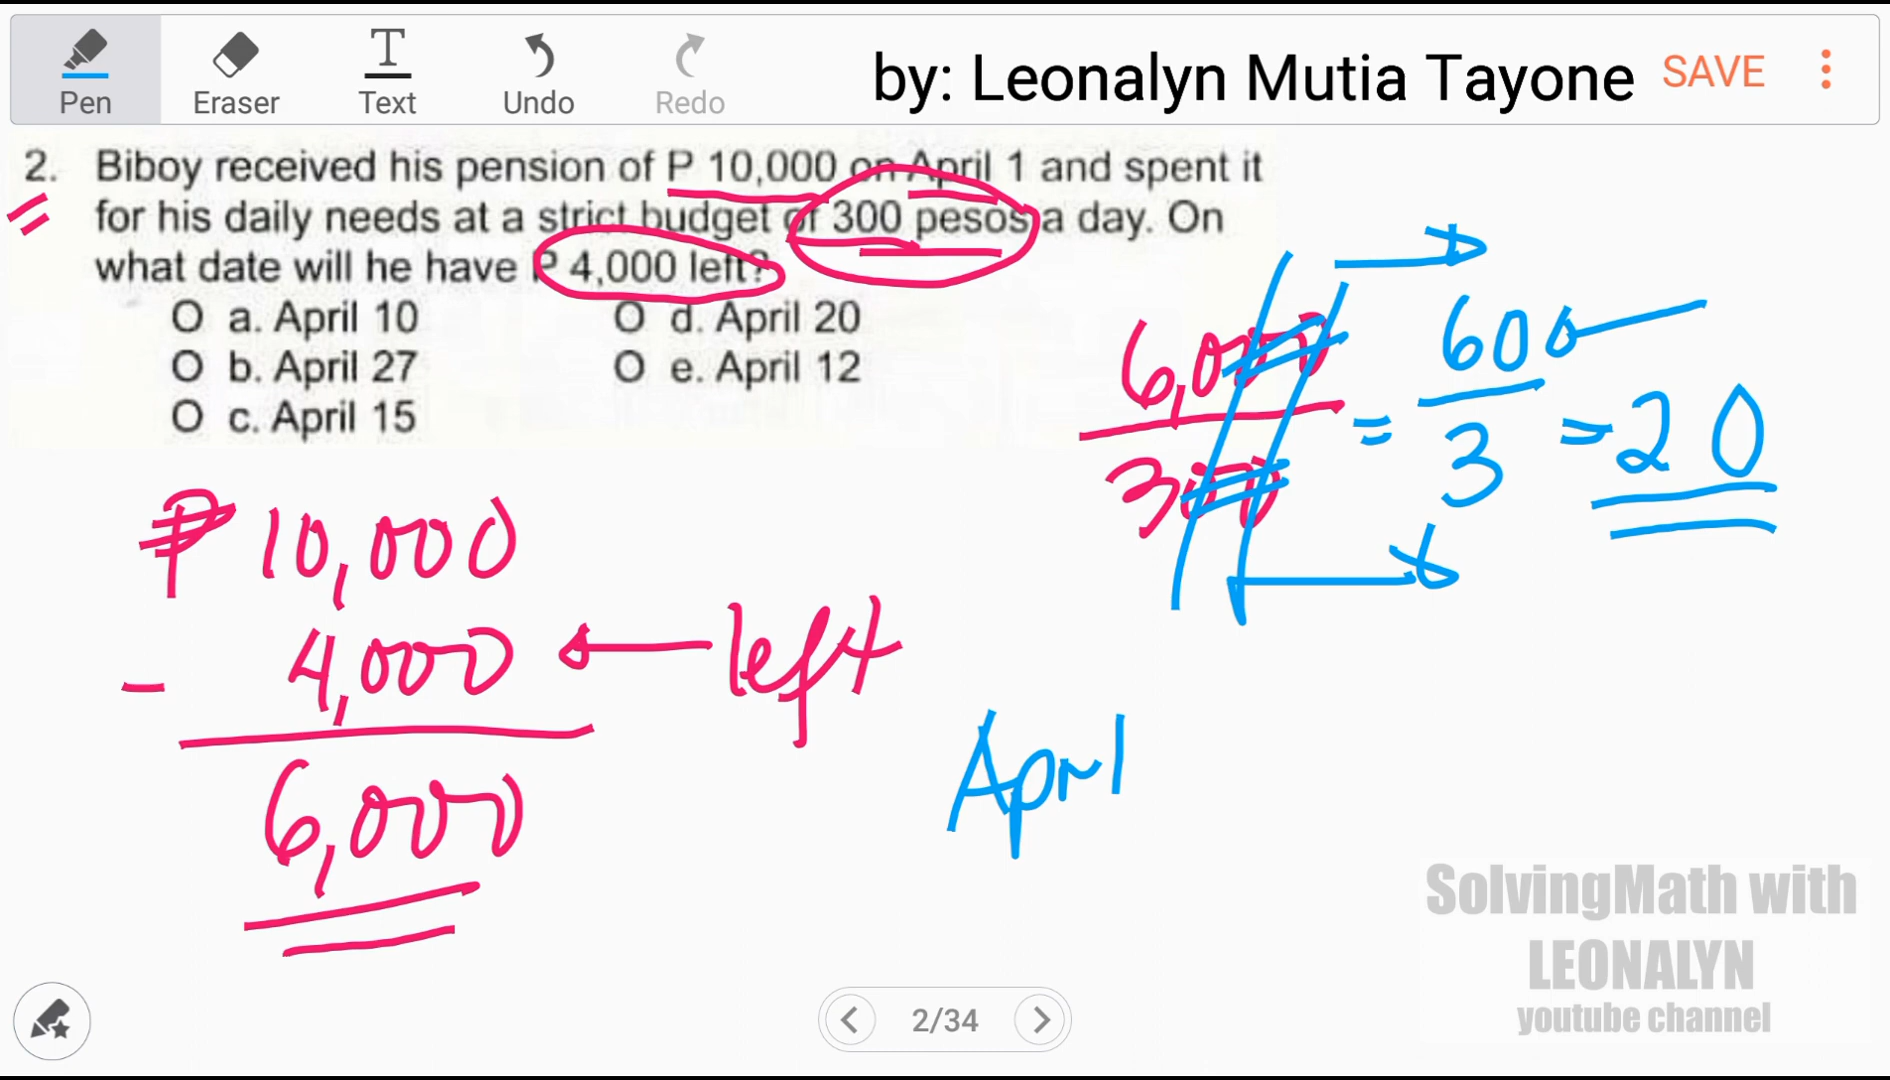 Pen Eraser Text Undo Redo by: Leonalyn Mutia Tayone SAVE
2. Biboy received his pension of P 10,000 on April 1 and spent it
for his daily needs at a strict budget of 300 pesos a day. On
what date will he have P 4,000 left?
O a. April 10 O d. April 20
O b. April 27 O e. April 12
O c. April 15
6,000 = 60 = 20
300 3
₱ 10,000
- 4,000 ← left
6,000
April
SolvingMath with
LEONALYN
youtube channel
< 2/34 >